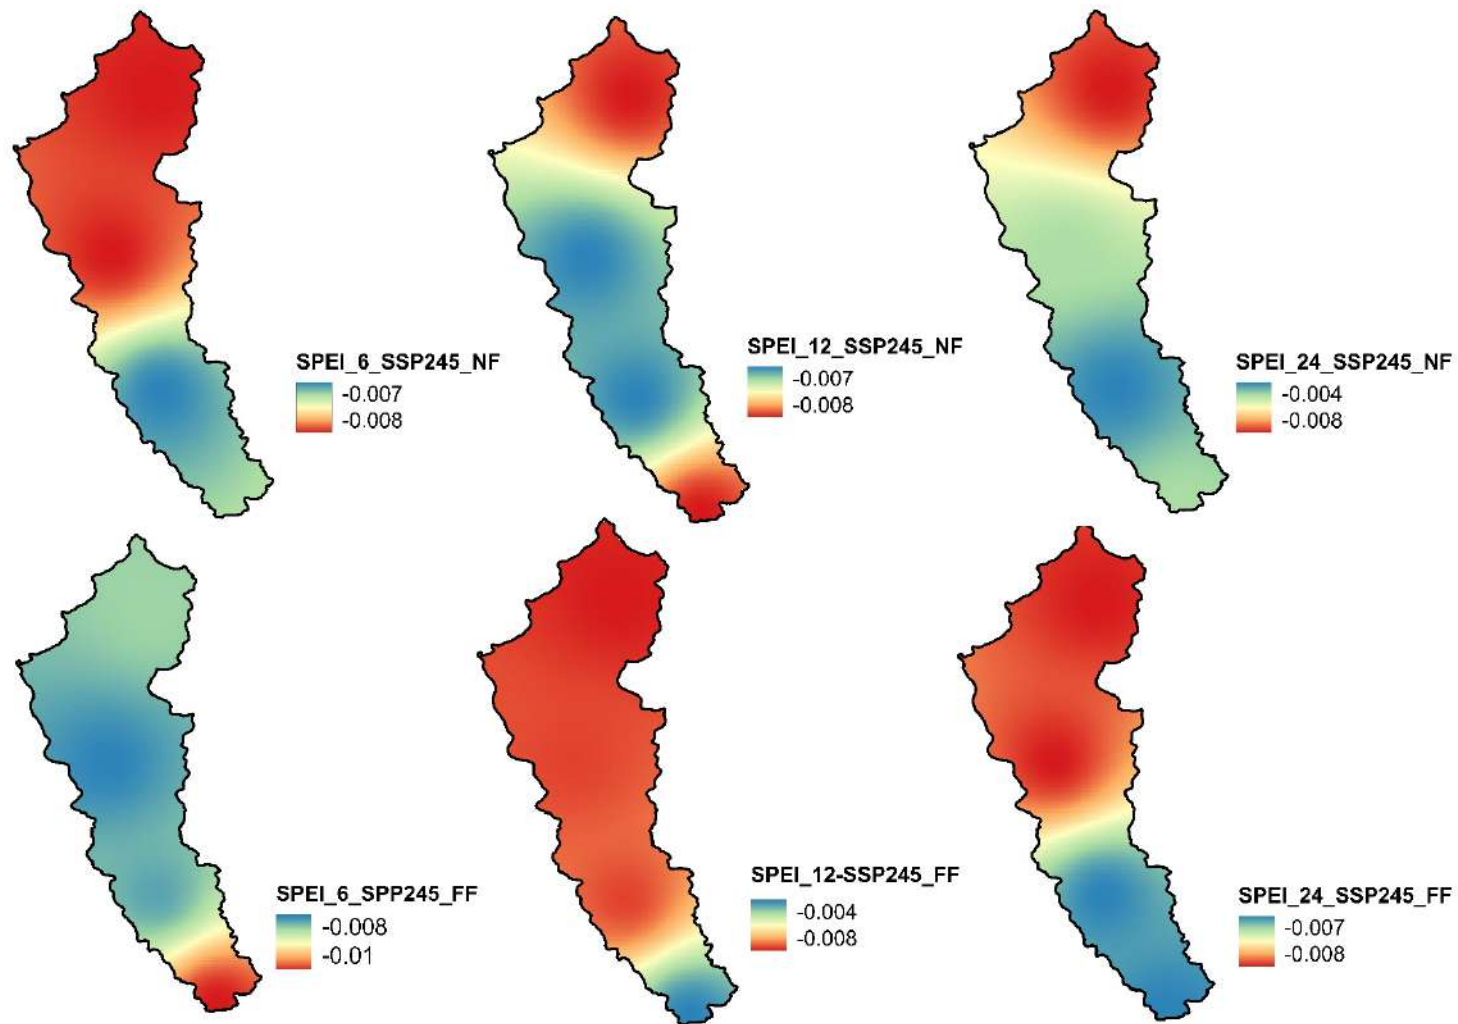 SPEI_6_SSP245_NF
-0.007
-0.008
SPEI_12_SSP245_NF
-0.007
-0.008
SPEI_24_SSP245_NF
-0.004
-0.008
SPEI_6_SPP245_FF
-0.008
-0.01
SPEI_12-SSP245_FF
-0.004
-0.008
SPEI_24_SSP245_FF
-0.007
-0.008